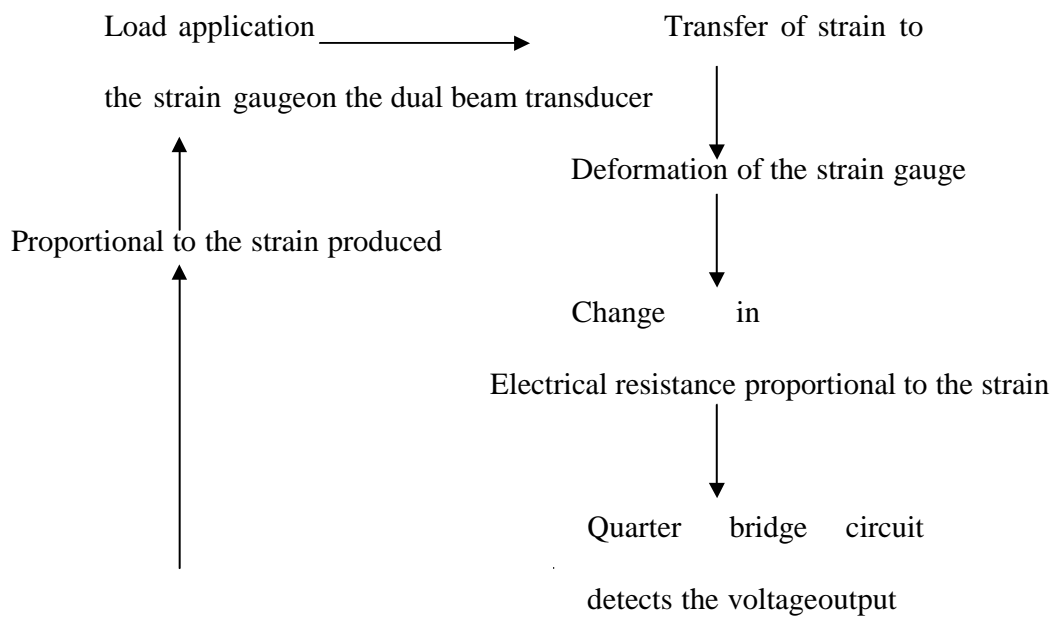 Load application Transfer of strain to
the strain gaugeon the dual beam transducer
Deformation of the strain gauge
Proportional to the strain produced
Change in
Electrical resistance proportional to the strain
Quarter bridge circuit
detects the voltageoutput